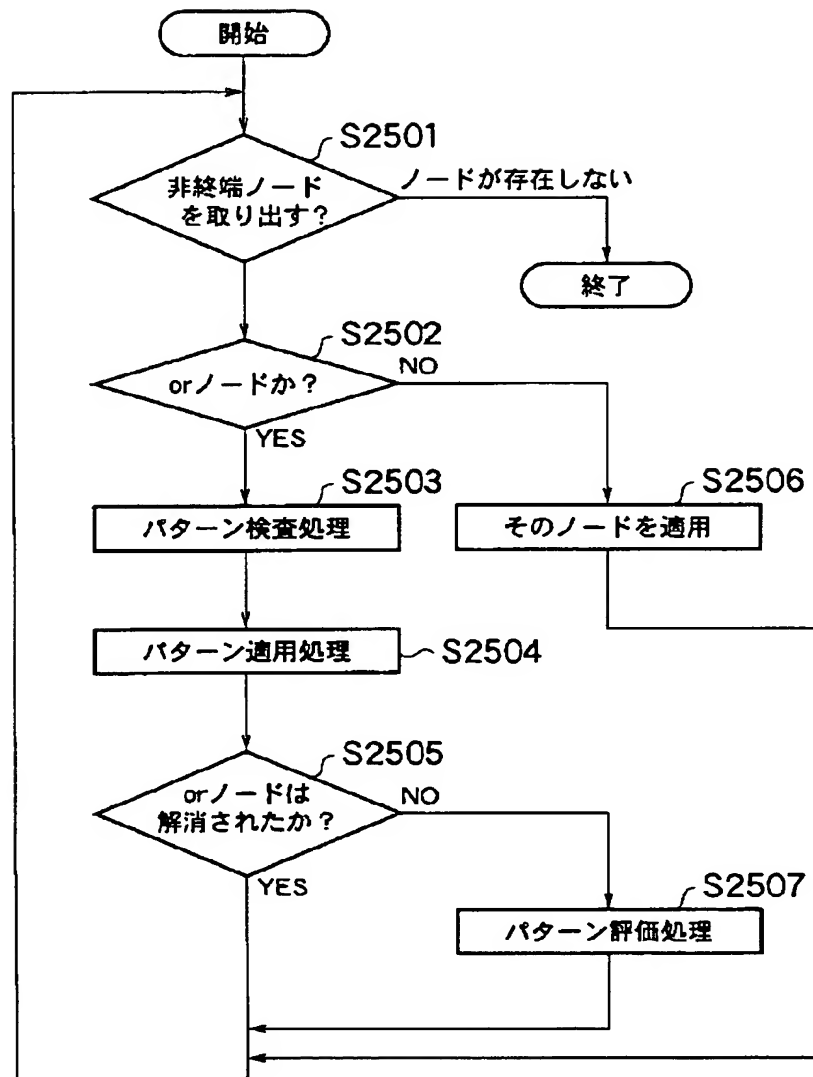 開始
S2501
非終端ノード
を取り出す？
ノードが存在しない
終了
S2502
orノードか？
NO
YES
S2503
パターン検査処理
S2506
そのノードを適用
パターン適用処理
S2504
S2505
orノードは
解消されたか？
NO
YES
S2507
パターン評価処理